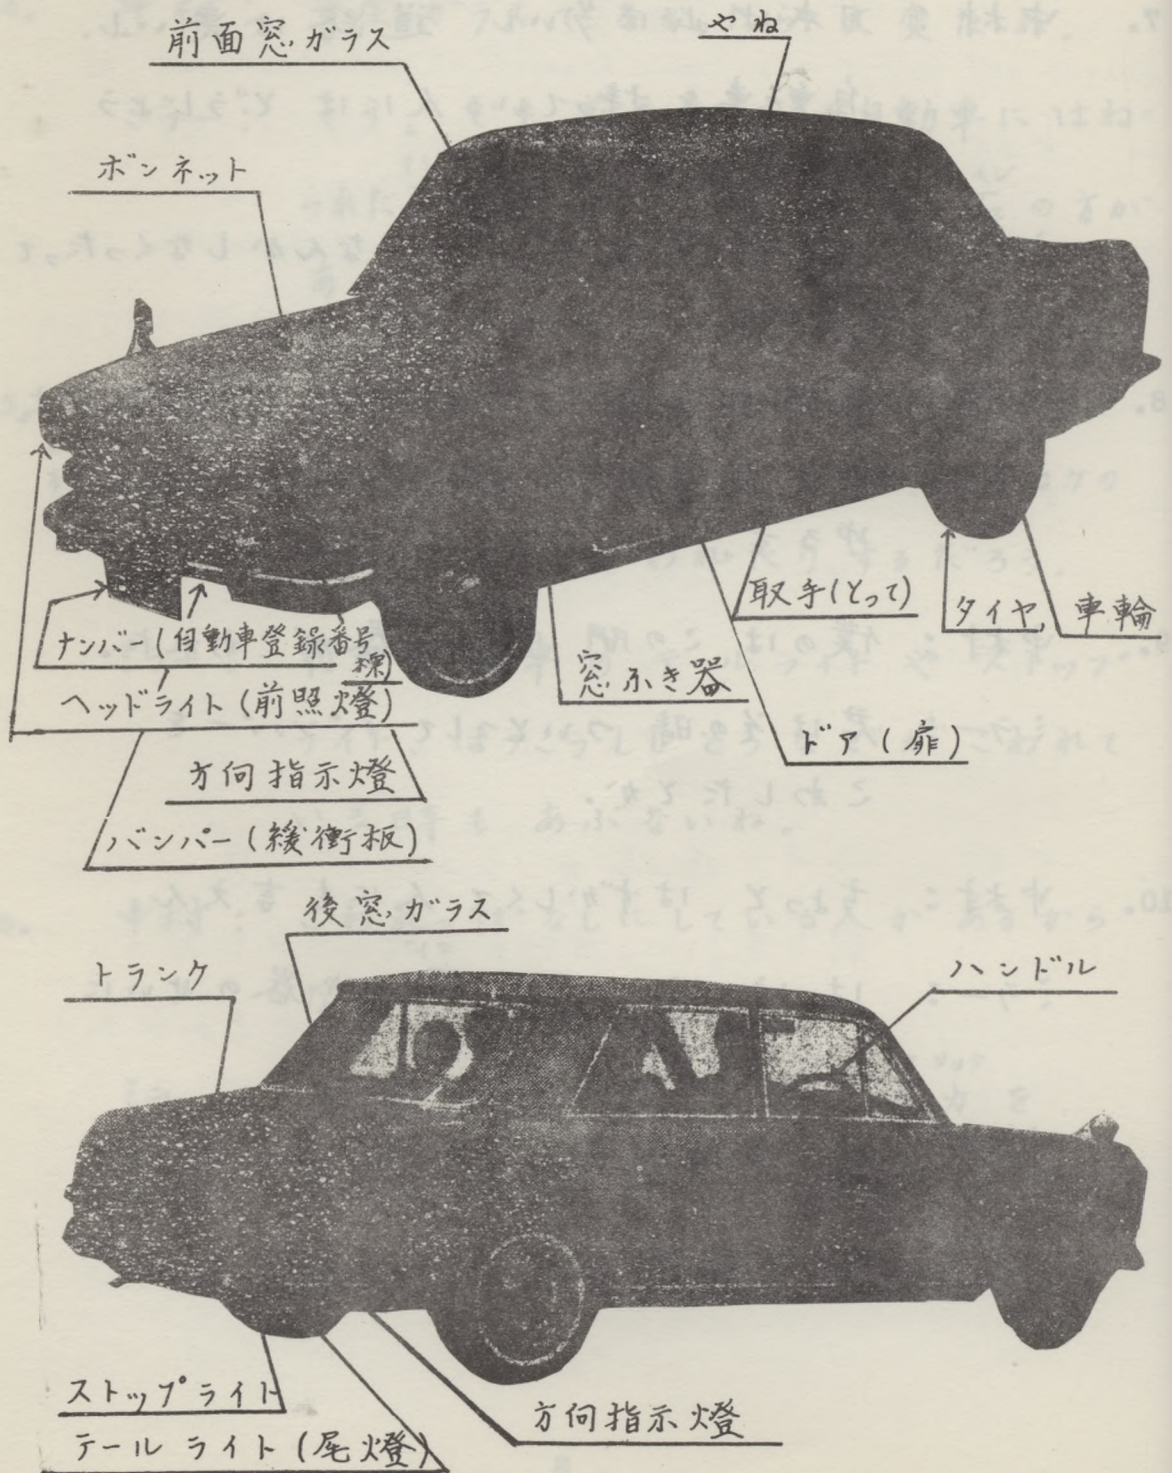 前面窓ガラス
やね
ボンネット
取手(とって)
タイヤ
車輪
ナンバー(自動車登録番号
標)
窓ふき器
ヘッドライト(前照燈)
ドア(扉)
方向指示燈
バンパー(緩衝板)
後窓ガラス
トランク
ハンドル
ストップライト
方向指示燈
テールライト(尾燈)